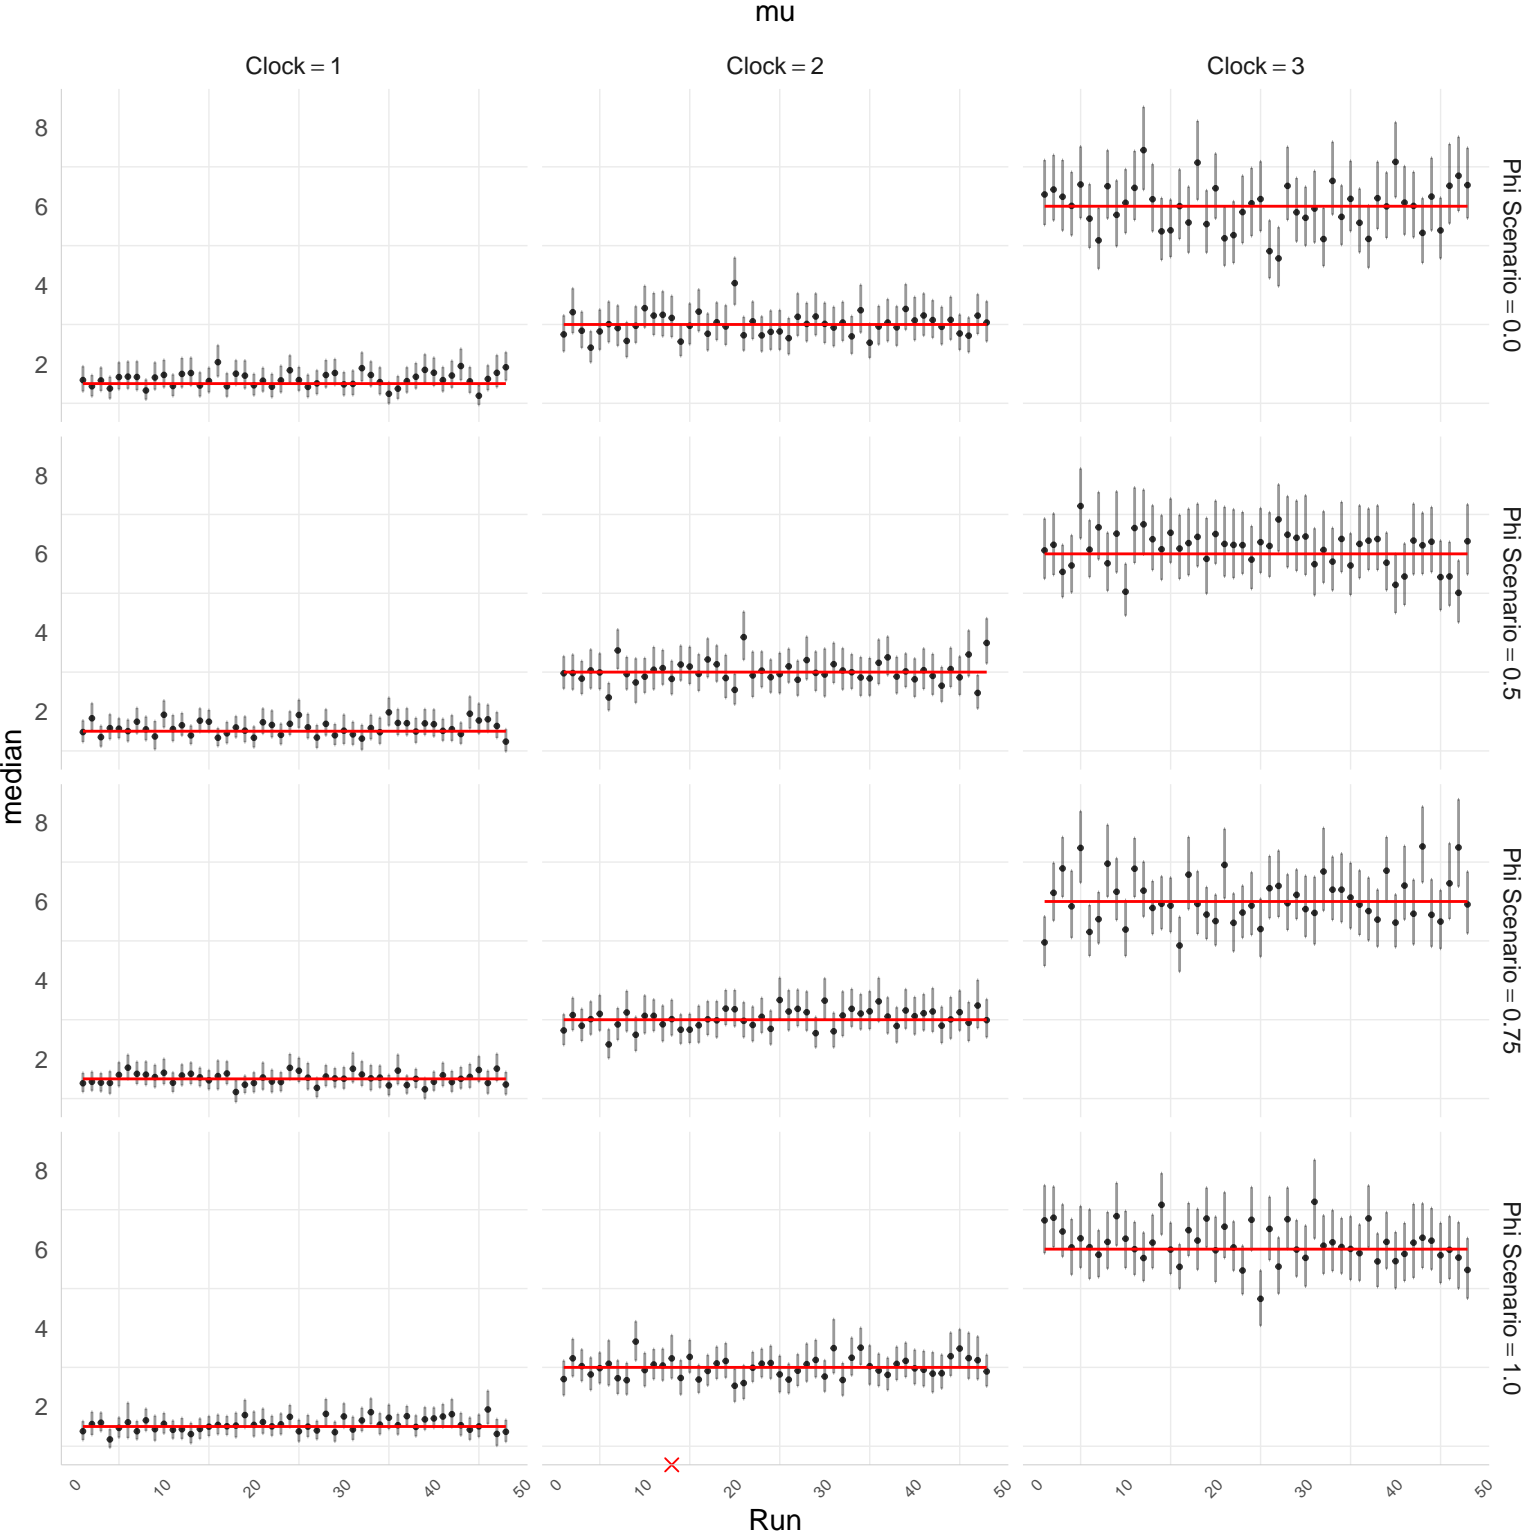 mu
Clock = 1
Clock = 2
Clock = 3
8
6
4
2
Phi Scenario = 0.0
8
6
4
2
Phi Scenario = 0.5
median
8
6
4
2
Phi Scenario = 0.75
8
6
4
2
Phi Scenario = 1.0
0 10 20 30 40 50
0 10 20 30 40 50
0 10 20 30 40 50
Run